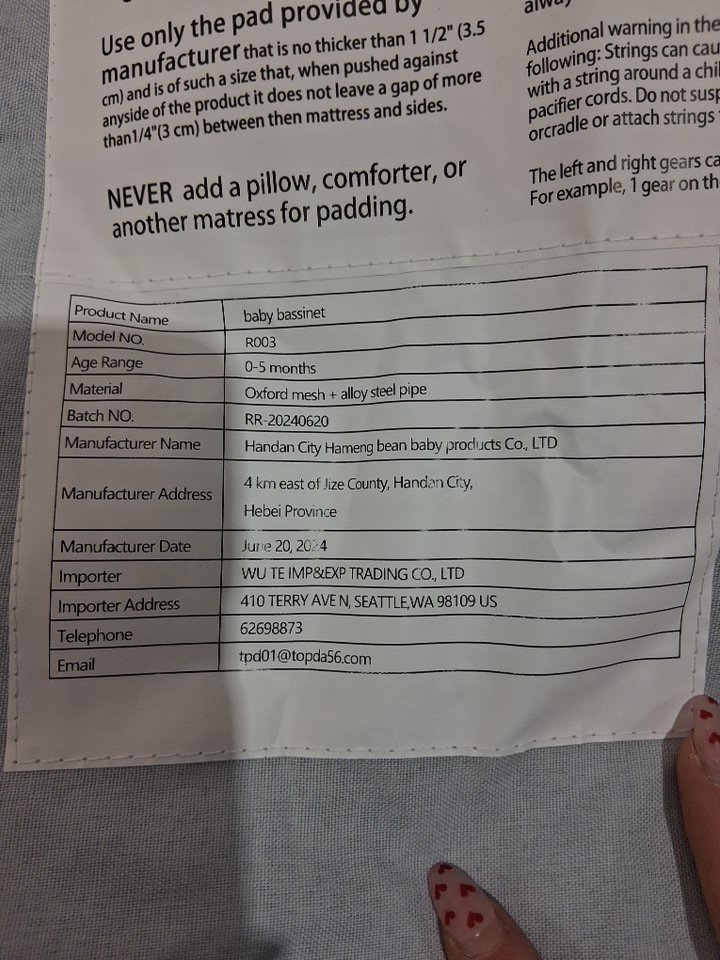 Use only the pad provided by
manufacturer that is no thicker than 1 1/2" (3.5
cm) and is of such a size that, when pushed against
anyside of the product it does not leave a gap of more
than1/4"(3 cm) between then mattress and sides.
NEVER add a pillow, comforter, or
another matress for padding.
Additional warning in the
following: Strings can cau
with a string around a chi
pacifier cords. Do not susp
orcradle or attach strings
The left and right gears ca
For example, 1 gear on th
Product Name baby bassinet
Model NO. R003
Age Range 0-5 months
Material Oxford mesh + alloy steel pipe
Batch NO. RR-20240620
Manufacturer Name Handan City Hameng bean baby products Co., LTD
Manufacturer Address 4 km east of Jize County, Handan City,
Hebei Province
Manufacturer Date June 20, 2024
Importer WU TE IMP&EXP TRADING CO., LTD
Importer Address 410 TERRY AVE N, SEATTLE,WA 98109 US
Telephone 62698873
Email tpd01@topda56.com